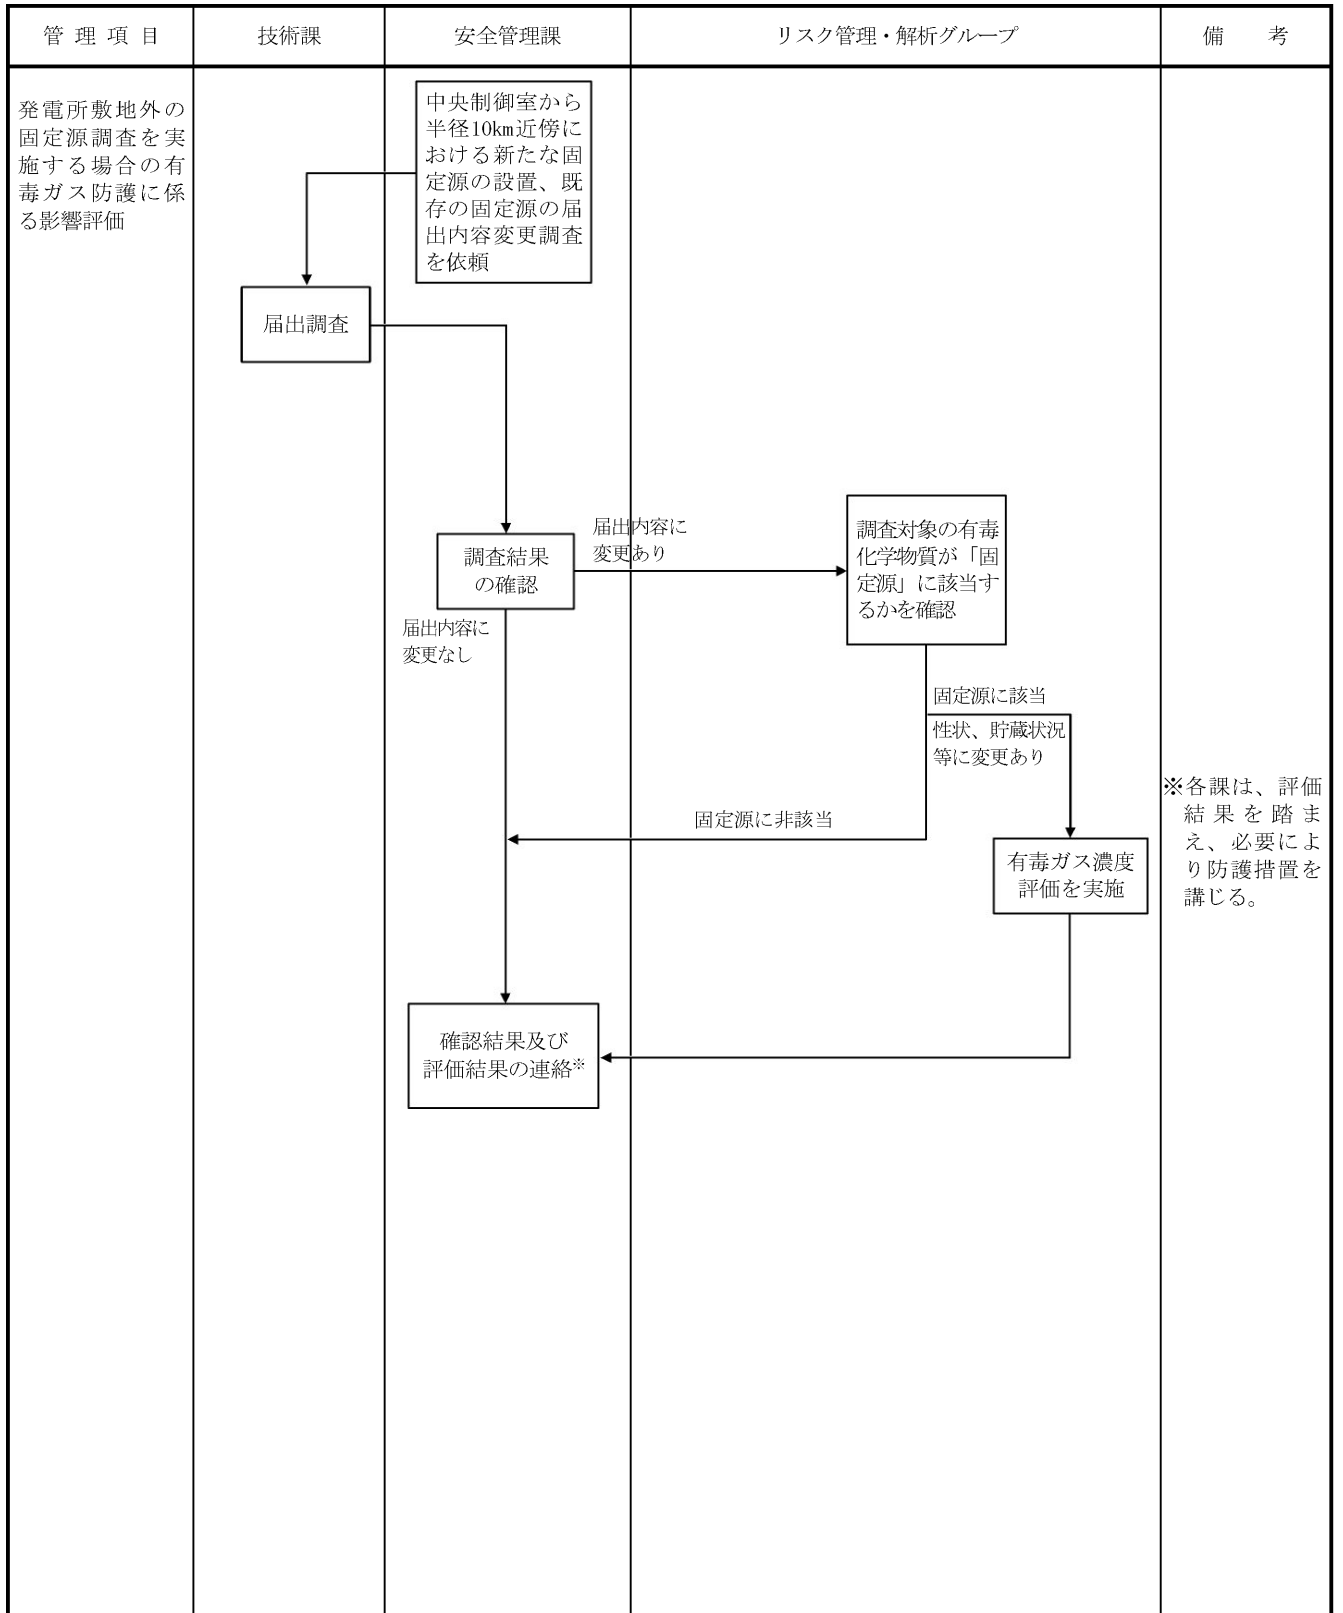 管理項目
技術課
安全管理課
リスク管理・解析グループ
備考
発電所敷地外の
固定源調査を実
施する場合の有
毒ガス防護に係
る影響評価
中央制御室から
半径10km近傍に
おける新たな固
定源の設置、既
存の固定源の届
出内容変更調査
を依頼
届出調査
調査結果
の確認
届出内容に
変更あり
調査対象の有毒
化学物質が「固
定源」に該当す
るかを確認
届出内容に
変更なし
固定源に該当
性状、貯蔵状況
等に変更あり
固定源に非該当
有毒ガス濃度
評価を実施
※各課は、評価
結果を踏ま
え、必要によ
り防護措置を
講じる。
確認結果及び
評価結果の連絡※